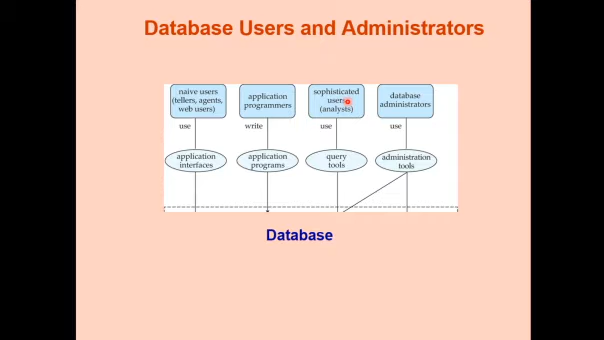 Database Users and Administrators
naive users
(tellers, agents,
web users)
application
programmers
sophisticated
users
(analysts)
database
administrators
use
write
use
use
application
interfaces
application
programs
query
tools
administration
tools
Database